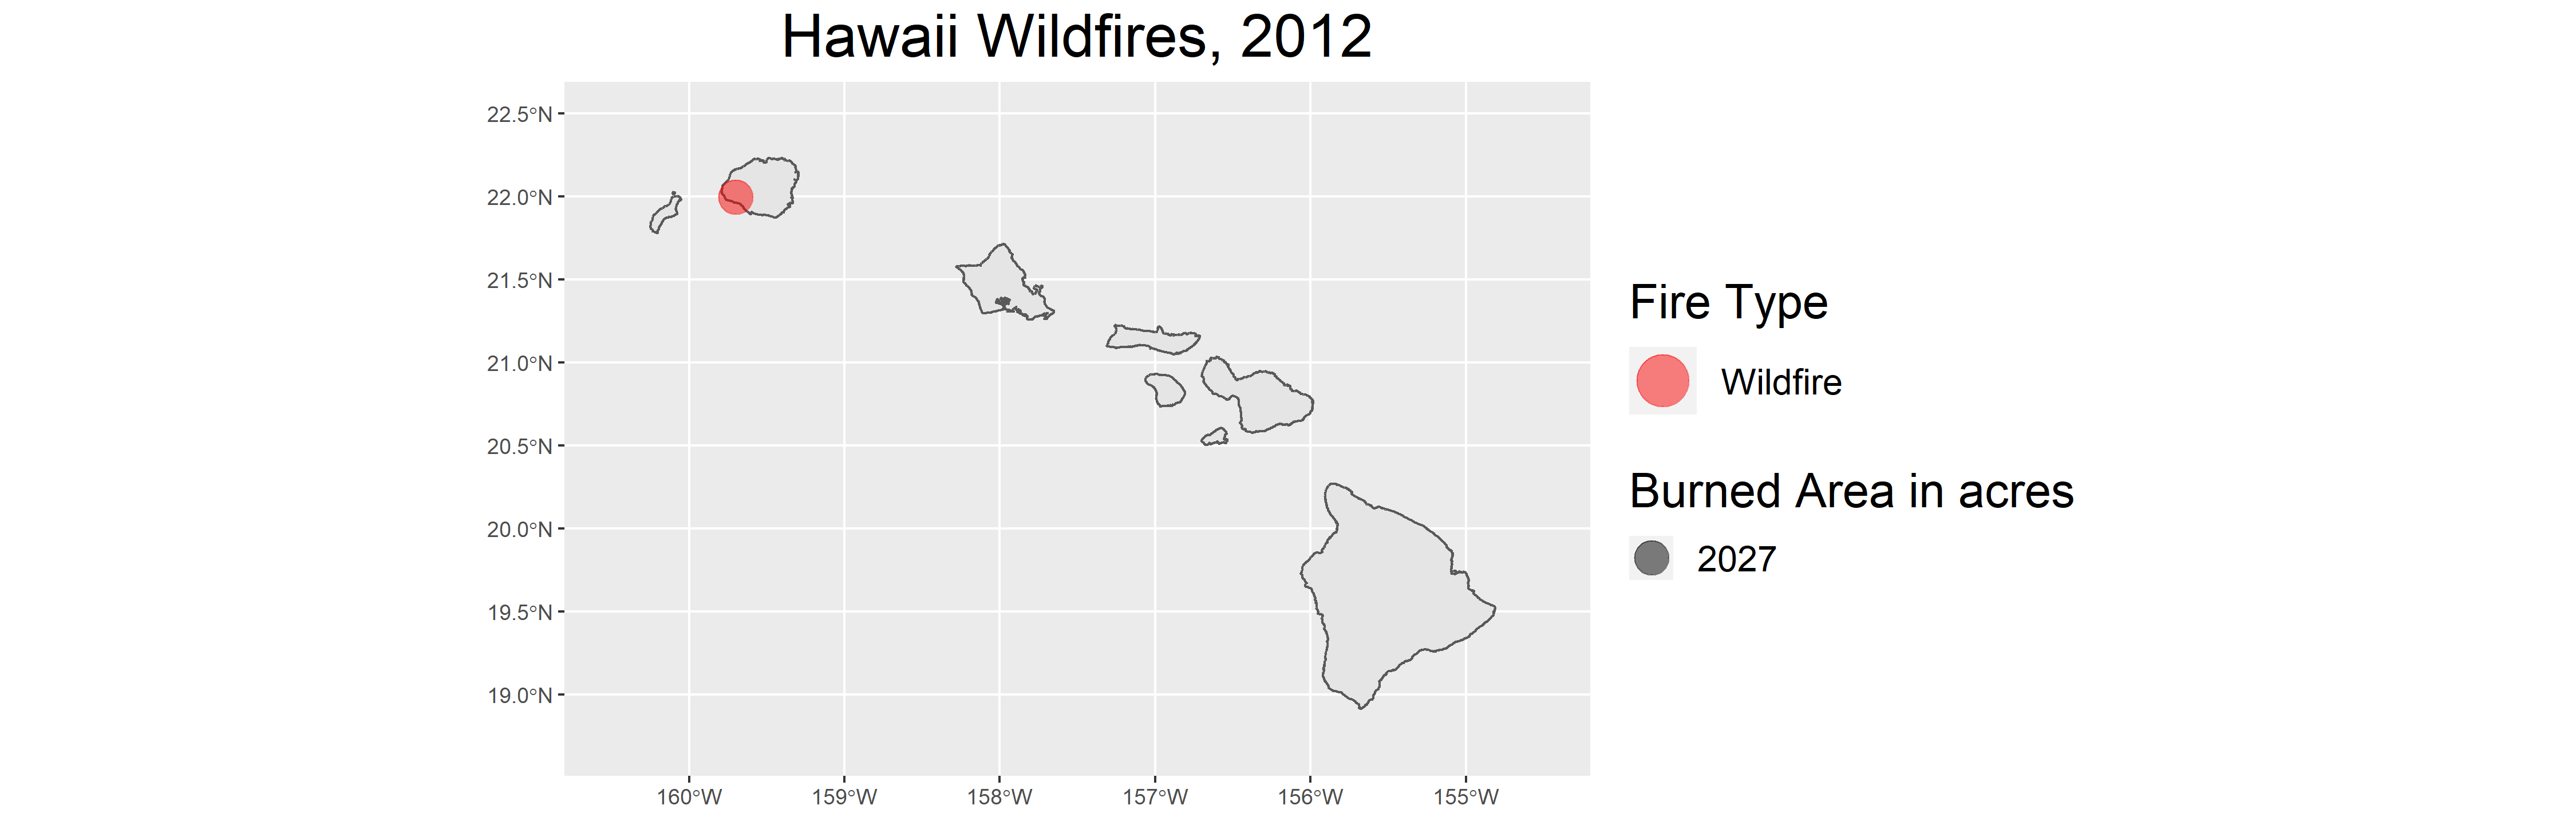 Hawaii Wildfires, 2012
22.5°N
22.0°N
21.5°N
21.0°N
20.5°N
20.0°N
19.5°N
19.0°N
160°W 159°W 158°W 157°W 156°W 155°W
Fire Type
Wildfire
Burned Area in acres
2027